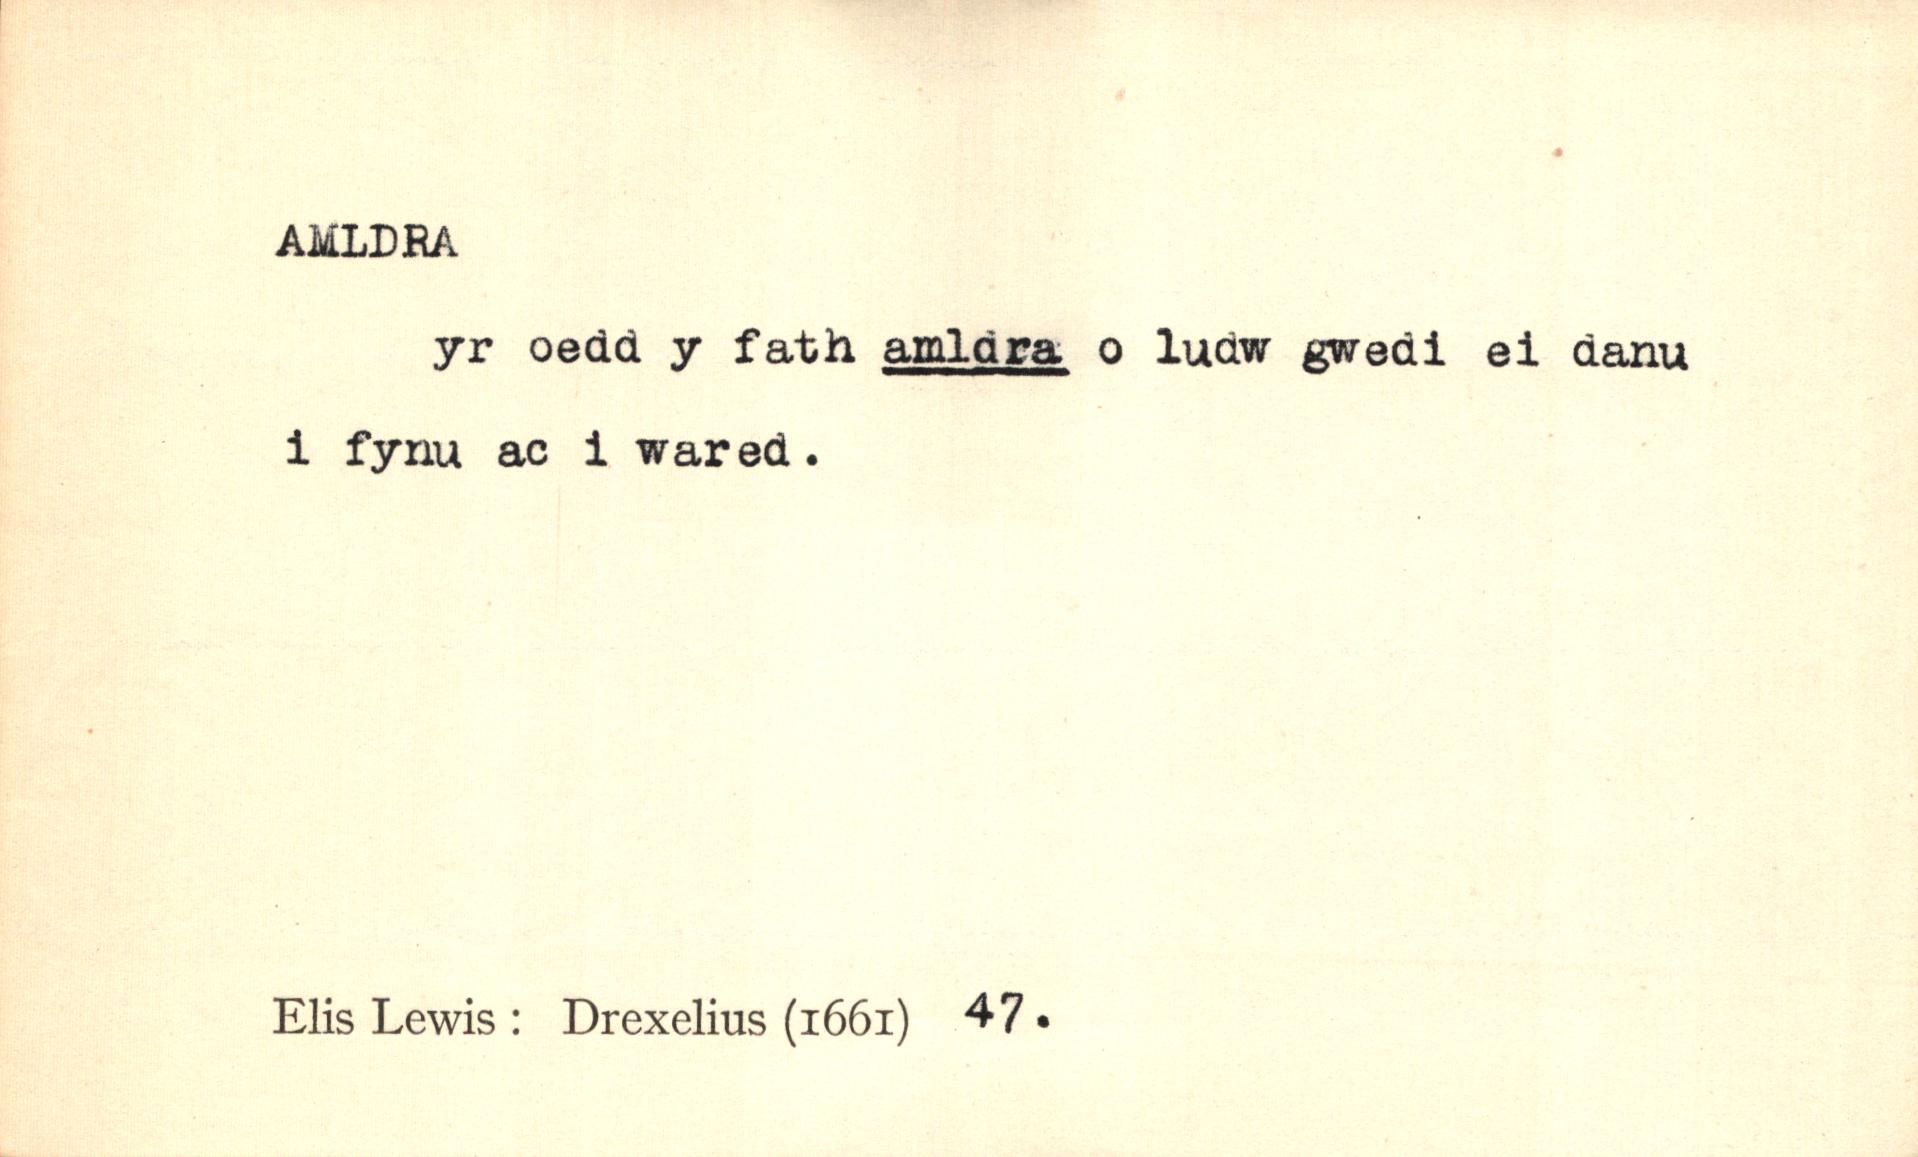 AMLDRA
yr oedd y fath amldra o ludw gwedi ei danu
i fynu ac i wared.
Elis Lewis: Drexelius (1661) 47.